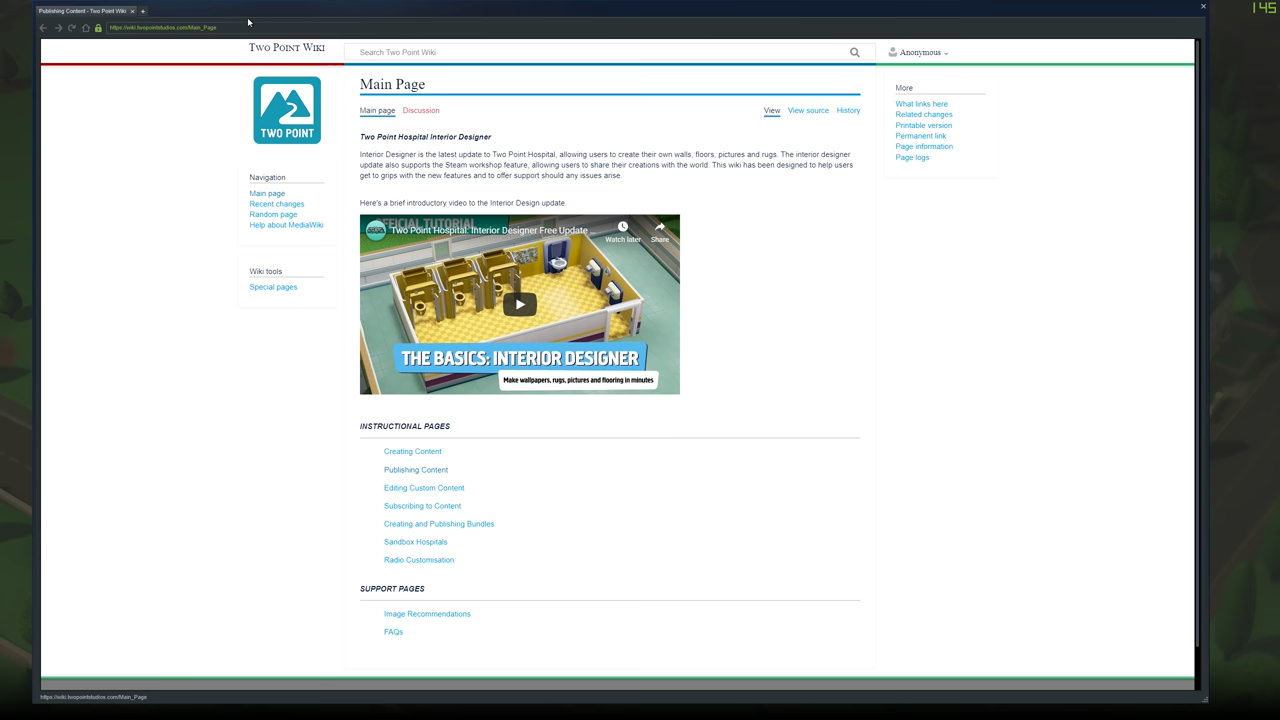 Publishing Content - Two Point Wiki
145
https://wiki.twopointstudios.com/Main_Page
TWO POINT WIKI
Search Two Point Wiki
Anonymous
TWO POINT
Main Page
Main page
Discussion
View
View source
History
More
What links here
Related changes
Printable version
Permanent link
Page information
Page logs
Navigation
Main page
Recent changes
Random page
Help about MediaWiki
Wiki tools
Special pages
Two Point Hospital Interior Designer
Interior Designer is the latest update to Two Point Hospital, allowing users to create their own walls, floors, pictures and rugs. The interior designer
update also supports the Steam workshop feature, allowing users to share their creations with the world. This wiki has been designed to help users
get to grips with the new features and to offer support should any issues arise.
Here's a brief introductory video to the Interior Design update.
OFFICIAL TUTORIAL
Two Point Hospital: Interior Designer Free Update ...
Watch later
Share
THE BASICS: INTERIOR DESIGNER
Make wallpapers, rugs, pictures and flooring in minutes
INSTRUCTIONAL PAGES
Creating Content
Publishing Content
Editing Custom Content
Subscribing to Content
Creating and Publishing Bundles
Sandbox Hospitals
Radio Customisation
SUPPORT PAGES
Image Recommendations
FAQs
https://wiki.twopointstudios.com/Main_Page